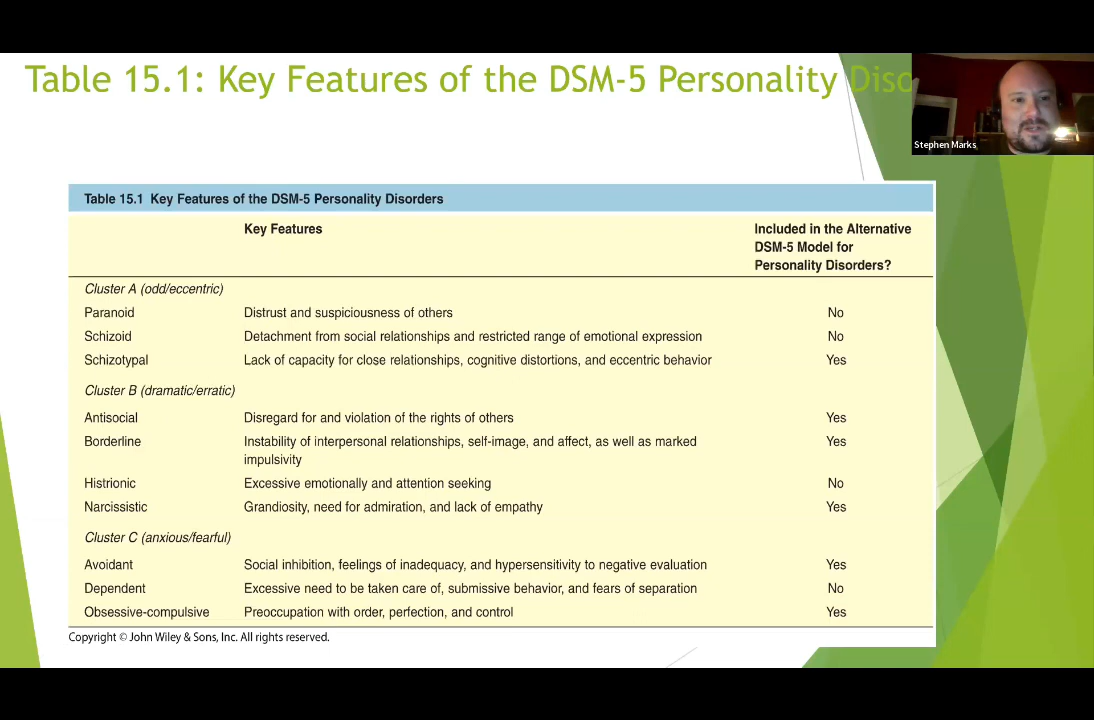 Table 15.1: Key Features of the DSM-5 Personality Diso
Stephen Marks
Table 15.1 Key Features of the DSM-5 Personality Disorders
Key Features
Included in the Alternative
DSM-5 Model for
Personality Disorders?
Cluster A (odd/eccentric)
Paranoid Distrust and suspiciousness of others No
Schizoid Detachment from social relationships and restricted range of emotional expression No
Schizotypal Lack of capacity for close relationships, cognitive distortions, and eccentric behavior Yes
Cluster B (dramatic/erratic)
Antisocial Disregard for and violation of the rights of others Yes
Borderline Instability of interpersonal relationships, self-image, and affect, as well as marked Yes
impulsivity
Histrionic Excessive emotionally and attention seeking No
Narcissistic Grandiosity, need for admiration, and lack of empathy Yes
Cluster C (anxious/fearful)
Avoidant Social inhibition, feelings of inadequacy, and hypersensitivity to negative evaluation Yes
Dependent Excessive need to be taken care of, submissive behavior, and fears of separation No
Obsessive-compulsive Preoccupation with order, perfection, and control Yes
Copyright © John Wiley & Sons, Inc. All rights reserved.